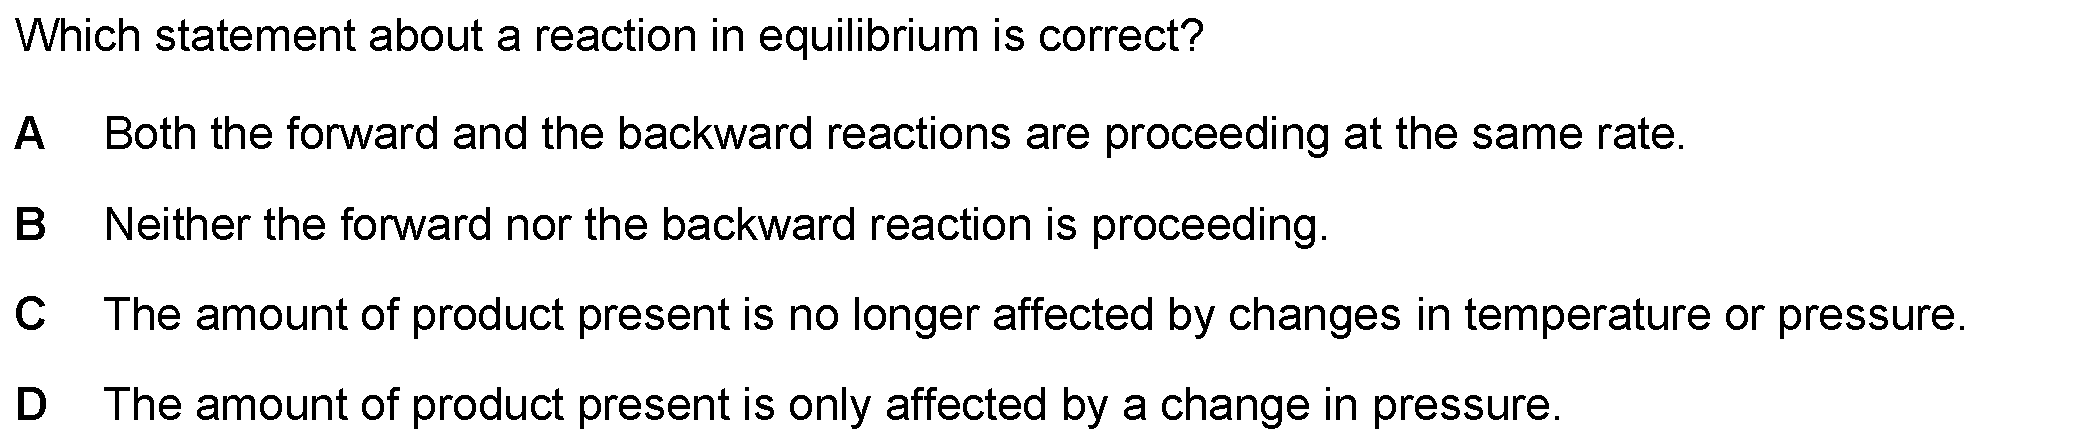 Which statement about a reaction in equilibrium is correct?
A Both the forward and the backward reactions are proceeding at the same rate.
B Neither the forward nor the backward reaction is proceeding.
C The amount of product present is no longer affected by changes in temperature or pressure.
D The amount of product present is only affected by a change in pressure.